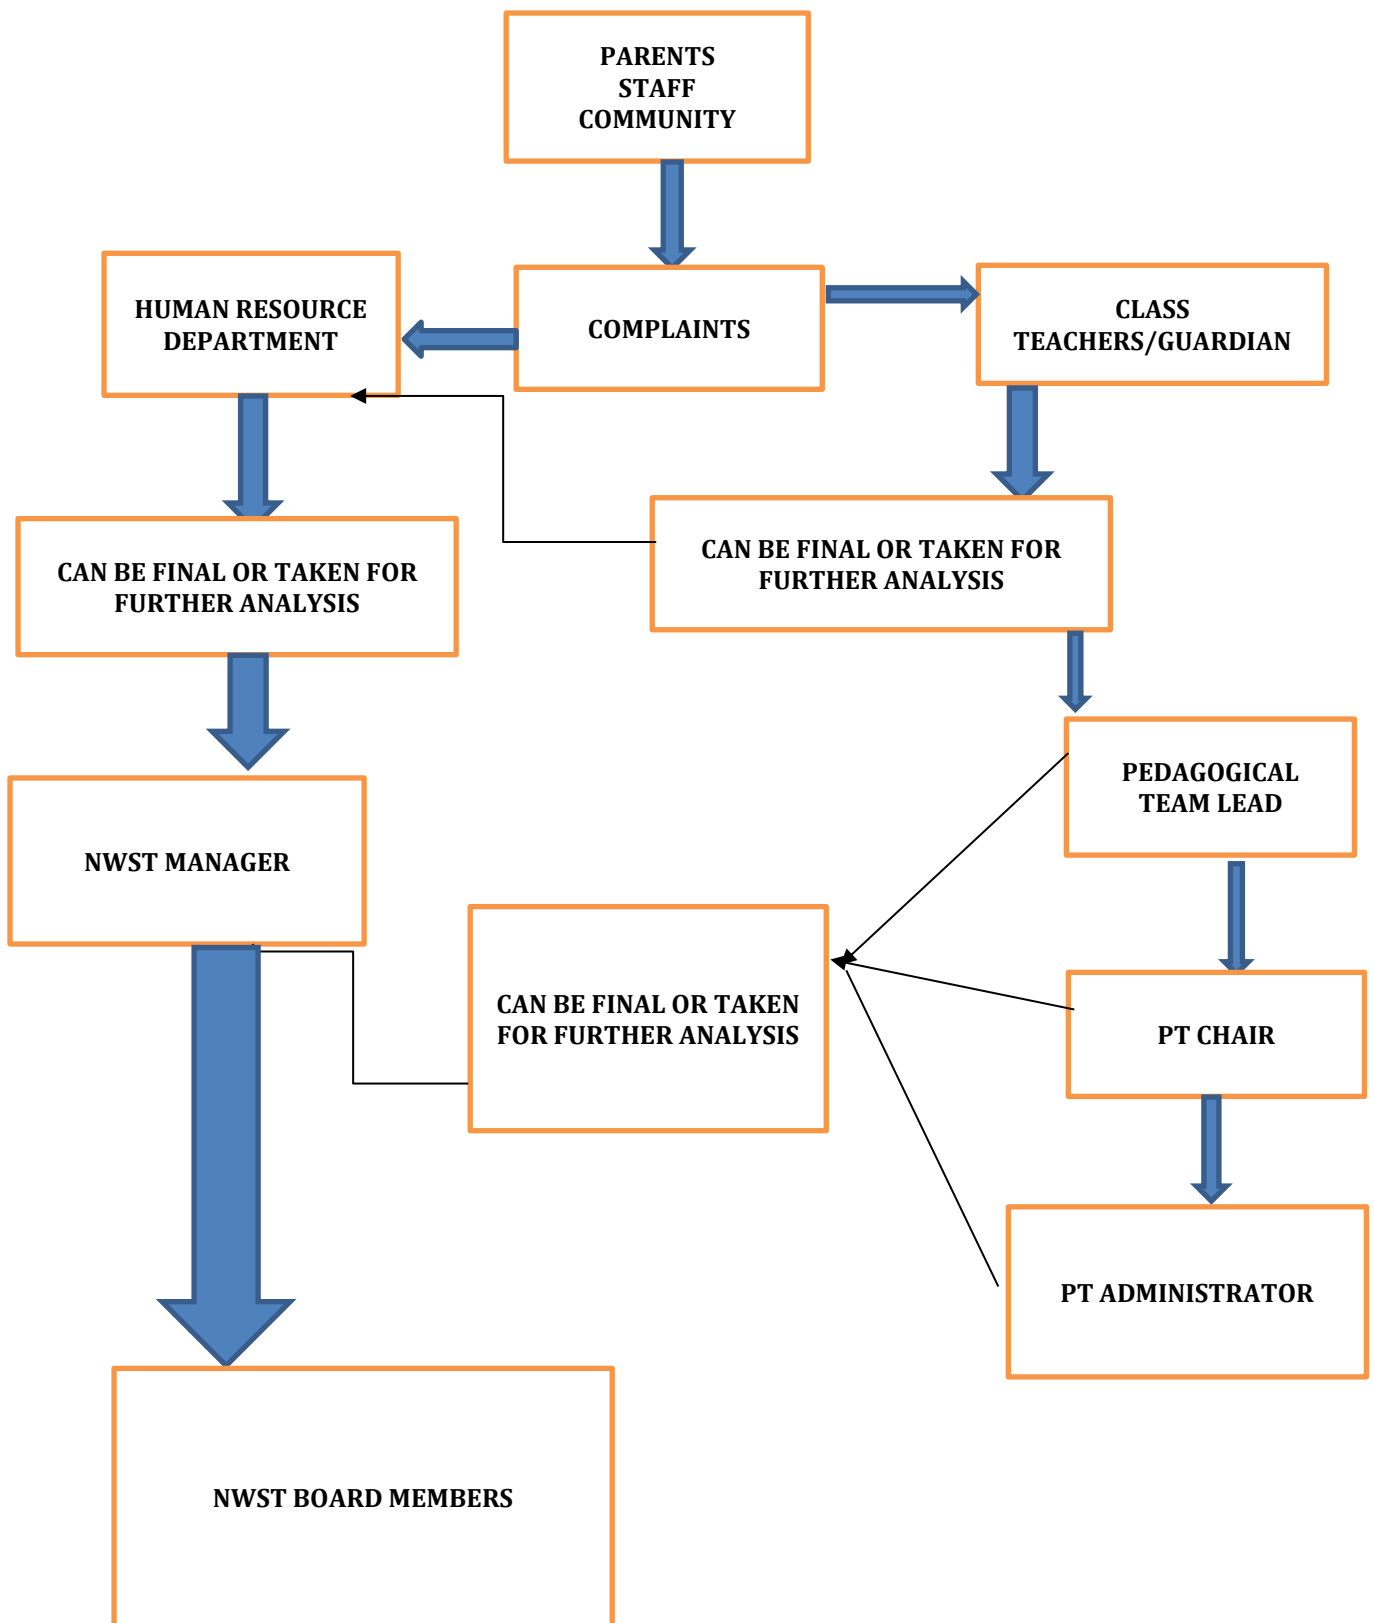 PARENTS
STAFF
COMMUNITY
HUMAN RESOURCE
DEPARTMENT
COMPLAINTS
CLASS
TEACHERS/GUARDIAN
CAN BE FINAL OR TAKEN FOR
FURTHER ANALYSIS
CAN BE FINAL OR TAKEN FOR
FURTHER ANALYSIS
PEDAGOGICAL
TEAM LEAD
NWST MANAGER
CAN BE FINAL OR TAKEN
FOR FURTHER ANALYSIS
PT CHAIR
PT ADMINISTRATOR
NWST BOARD MEMBERS